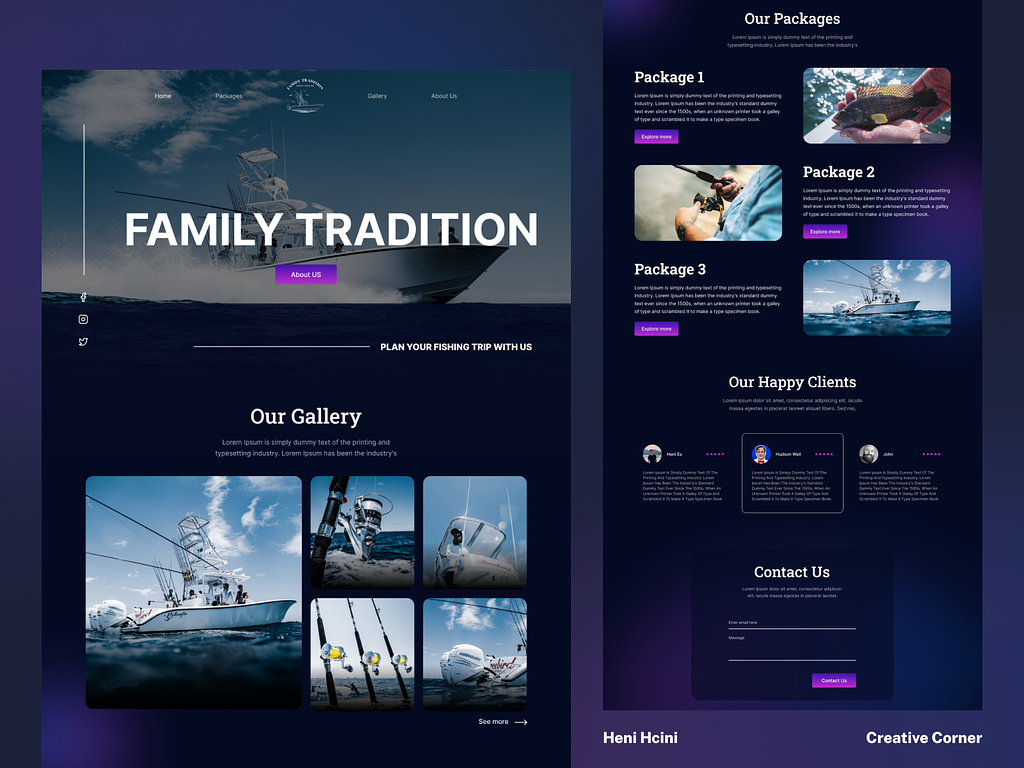 Home
Packages
FAMILY TRADITION
Gallery
About Us
FAMILY TRADITION
About US
PLAN YOUR FISHING TRIP WITH US
Our Gallery
Lorem Ipsum is simply dummy text of the printing and
typesetting industry. Lorem Ipsum has been the industry's
See more
Our Packages
Lorem Ipsum is simply dummy text of the printing and
typesetting industry. Lorem Ipsum has been the industry's
Package 1
Lorem Ipsum is simply dummy text of the printing and typesetting
industry. Lorem Ipsum has been the industry's standard dummy
text ever since the 1500s, when an unknown printer took a galley
of type and scrambled it to make a type specimen book.
Explore more
Package 2
Lorem Ipsum is simply dummy text of the printing and typesetting
industry. Lorem Ipsum has been the industry's standard dummy
text ever since the 1500s, when an unknown printer took a galley
of type and scrambled it to make a type specimen book.
Explore more
Package 3
Lorem Ipsum is simply dummy text of the printing and typesetting
industry. Lorem Ipsum has been the industry's standard dummy
text ever since the 1500s, when an unknown printer took a galley
of type and scrambled it to make a type specimen book.
Explore more
Our Happy Clients
Lorem ipsum dolor sit amet, consectetur adipiscing elit. Iaculis
massa egestas in placerat laoreet aliquet libero. Sed nisi,
Heni Es
Lorem Ipsum Is Simply Dummy Text Of The
Printing And Typesetting Industry. Lorem
Ipsum Has Been The Industry's Standard
Dummy Text Ever Since The 1500s, When An
Unknown Printer Took A Galley Of Type And
Scrambled It To Make A Type Specimen Book.
Hudson Weil
Lorem Ipsum Is Simply Dummy Text Of The
Printing And Typesetting Industry. Lorem
Ipsum Has Been The Industry's Standard
Dummy Text Ever Since The 1500s, When An
Unknown Printer Took A Galley Of Type And
Scrambled It To Make A Type Specimen Book.
John
Lorem Ipsum Is Simply Dummy Text Of The
Printing And Typesetting Industry. Lorem
Ipsum Has Been The Industry's Standard
Dummy Text Ever Since The 1500s, When An
Unknown Printer Took A Galley Of Type And
Scrambled It To Make A Type Specimen Book.
Contact Us
Lorem ipsum dolor sit amet, consectetur adipiscin
elit. Iaculis massa egestas in placerat laoreet.
Enter email here
Message
Contact Us
Heni Hcini
Creative Corner